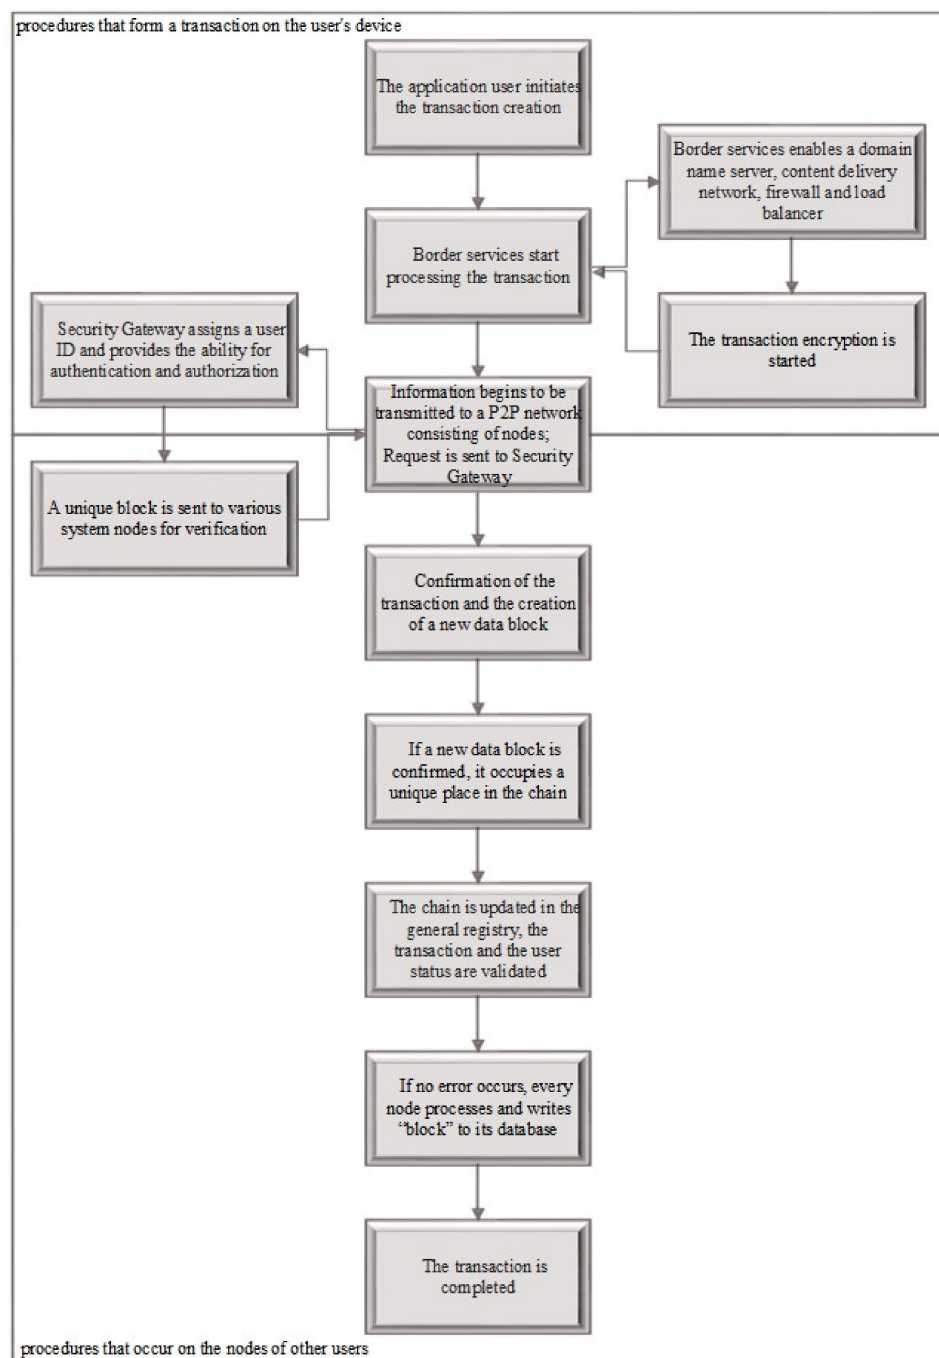 procedures that form a transaction on the user's device
The application user initiates
the transaction creation
Border services enables a domain
name server, content delivery
network, firewall and load
balancer
Border services start
processing the transaction
The transaction encryption is
started
Security Gateway assigns a user
ID and provides the ability for
authentication and authorization
Information begins to be
transmitted to a P2P network
consisting of nodes;
Request is sent to Security
Gateway
A unique block is sent to various
system nodes for verification
Confirmation of the
transaction and the creation
of a new data block
If a new data block is
confirmed, it occupies a
unique place in the chain
The chain is updated in the
general registry, the
transaction and the user
status are validated
If no error occurs, every
node processes and writes
“block” to its database
The transaction is
completed
procedures that occur on the nodes of other users